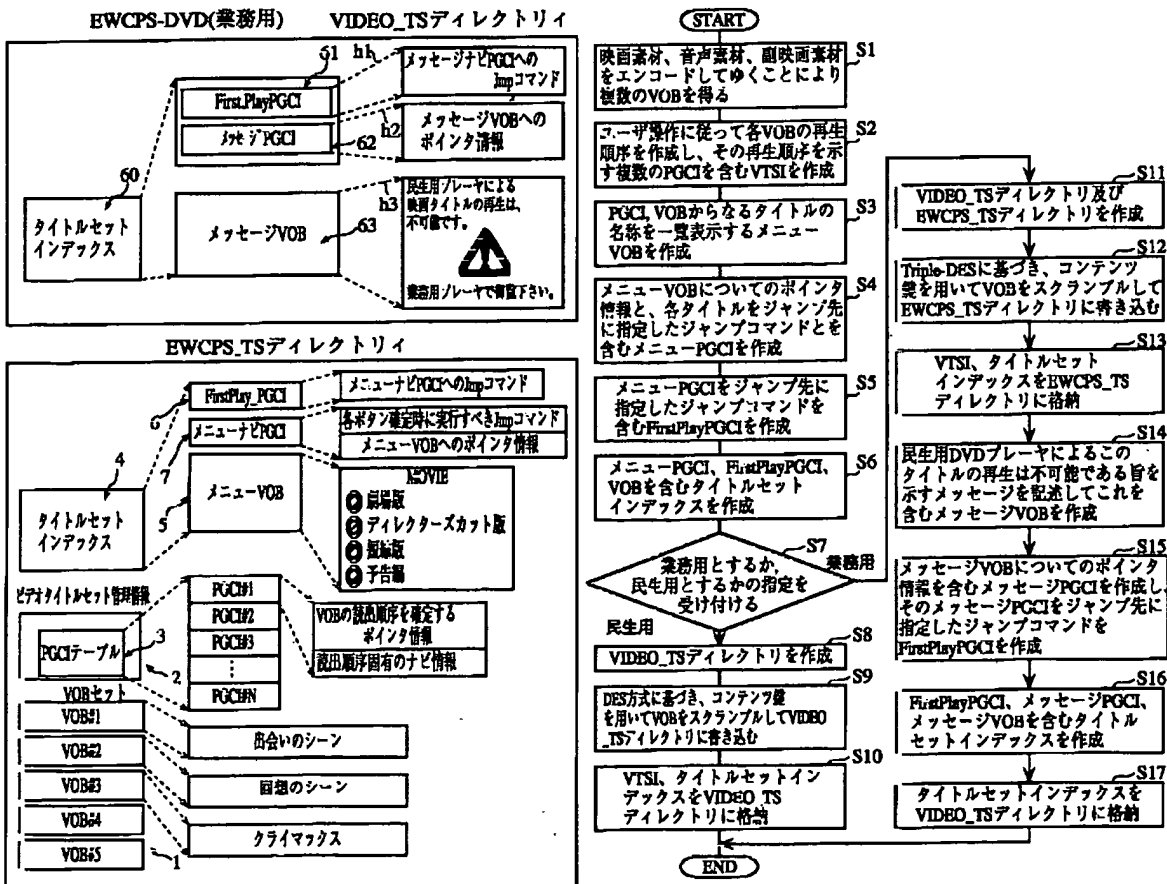 EWCPS-DVD(業務用)
VIDEO_TSディレクトリィ
61
h1
First.PlayPGCI
メッセージPGCI
h2
62
メッセージナビPGCIへの
Jmpコマンド
メッセージVOBへの
ポインタ情報
60
タイトルセット
インデックス
メッセージVOB
63
h3
民生用プレーヤによる
映画タイトルの再生は、
不可能です。
業務用プレーヤで御覧下さい。
EWCPS_TSディレクトリィ
FirstPlay_PGCI
6
メニューナビPGCIへのJmpコマンド
メニューナビPGCI
7
各ボタン確定時に実行すべきJmpコマンド
メニューVOBへのポインタ情報
4
タイトルセット
インデックス
メニューVOB
5
MOVIE
劇場版
ディレクターズカット版
短編版
予告編
ビデオタイトルセット管理情報
PGCIテーブル
3
2
PGCI#1
PGCI#2
PGCI#3
⋮
PGCI#N
VOBの読出順序を確定する
ポインタ情報
読出順序固有のナビ情報
VOBセット
VOB#1
VOB#2
VOB#3
VOB#4
VOB#5
1
出会いのシーン
回想のシーン
クライマックス
START
S1
映画素材、音声素材、副映画素材
をエンコードしてゆくことにより
複数のVOBを得る
S2
ユーザ操作に従って各VOBの再生
順序を作成し、その再生順序を示
す複数のPGCIを含むVTSIを作成
S3
PGCI, VOBからなるタイトルの
名称を一覧表示するメニュー
VOBを作成
S4
メニューVOBについてのポインタ
情報と、各タイトルをジャンプ先
に指定したジャンプコマンドとを
含むメニューPGCIを作成
S5
メニューPGCIをジャンプ先に
指定したジャンプコマンドを
含むFirstPlayPGCIを作成
S6
メニューPGCI、FirstPlayPGCI、
VOBを含むタイトルセット
インデックスを作成
S7
業務用とするか,
民生用とするかの指定を
受け付ける
業務用
民生用
S8
VIDEO_TSディレクトリを作成
S9
DES方式に基づき、コンテンツ鍵
を用いてVOBをスクランブルしてVIDEO
_TSディレクトリに書き込む
S10
VTSI、タイトルセットイン
デックスをVIDEO_TS
ディレクトリに格納
END
S11
VIDEO_TSディレクトリ及び
EWCPS_TSディレクトリを作成
S12
Triple-DESに基づき、コンテンツ
鍵を用いてVOBをスクランブルして
EWCPS_TSディレクトリに書き込む
S13
VTSI、タイトルセット
インデックスをEWCPS_TS
ディレクトリに格納
S14
民生用DVDプレーヤによるこの
タイトルの再生は不可能である旨を
示すメッセージを記述してこれを
含むメッセージVOBを作成
S15
メッセージVOBについてのポインタ
情報を含むメッセージPGCIを作成し、
そのメッセージPGCIをジャンプ先に
指定したジャンプコマンドを
FirstPlayPGCIを作成
S16
FirstPlayPGCI、メッセージPGCI、
メッセージVOBを含むタイトル
セットインデックスを作成
S17
タイトルセットインデックスを
VIDEO_TSディレクトリに格納